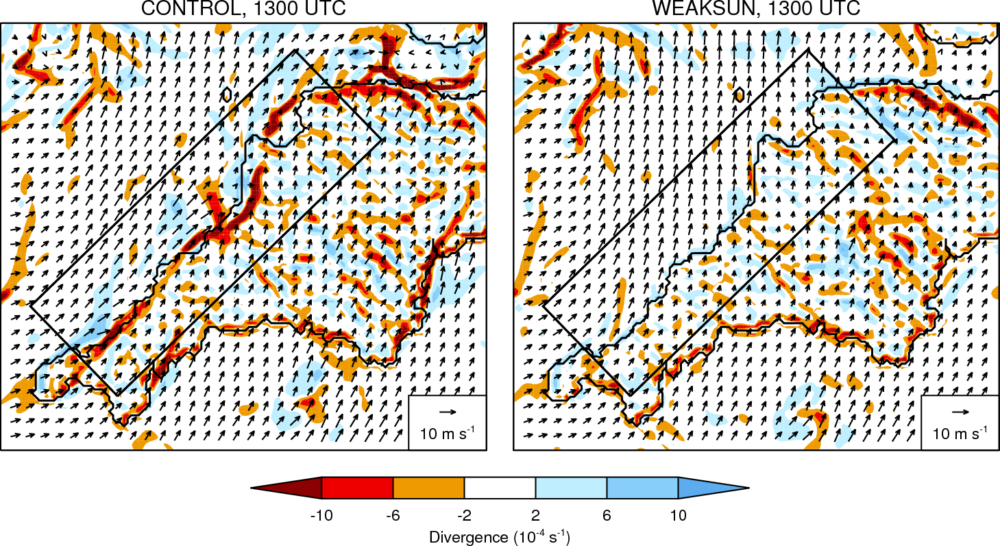 CONTROL, 1300 UTC
WEAKSUN, 1300 UTC
10 m s⁻¹
10 m s⁻¹
-10 -6 -2 2 6 10
Divergence (10⁻⁴ s⁻¹)